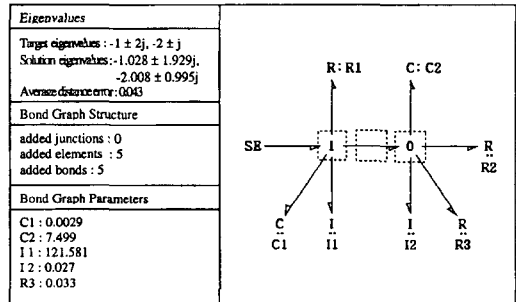 Eigenvalues
Target eigenvalues : -1 ± 2j, -2 ± j
Solution eigenvalues : -1.028 ± 1.929j,
-2.008 ± 0.995j
Average distance error : 0.043
Bond Graph Structure
added junctions : 0
added elements : 5
added bonds : 5
Bond Graph Parameters
C1 : 0.0029
C2 : 7.499
I 1 : 121.581
I 2 : 0.027
R3 : 0.033
R : R1
C : C2
SE
1
0
R : R2
C : C1
I : I1
I : I2
R : R3